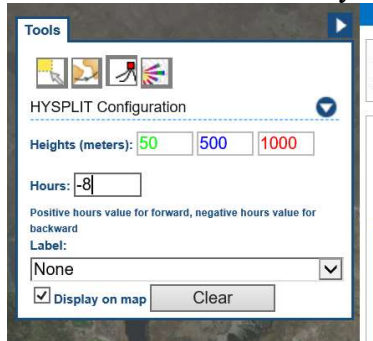 Tools
HYSPLIT Configuration
Heights (meters): 50 500 1000
Hours: -8
Positive hours value for forward, negative hours value for
backward
Label:
None
Display on map Clear